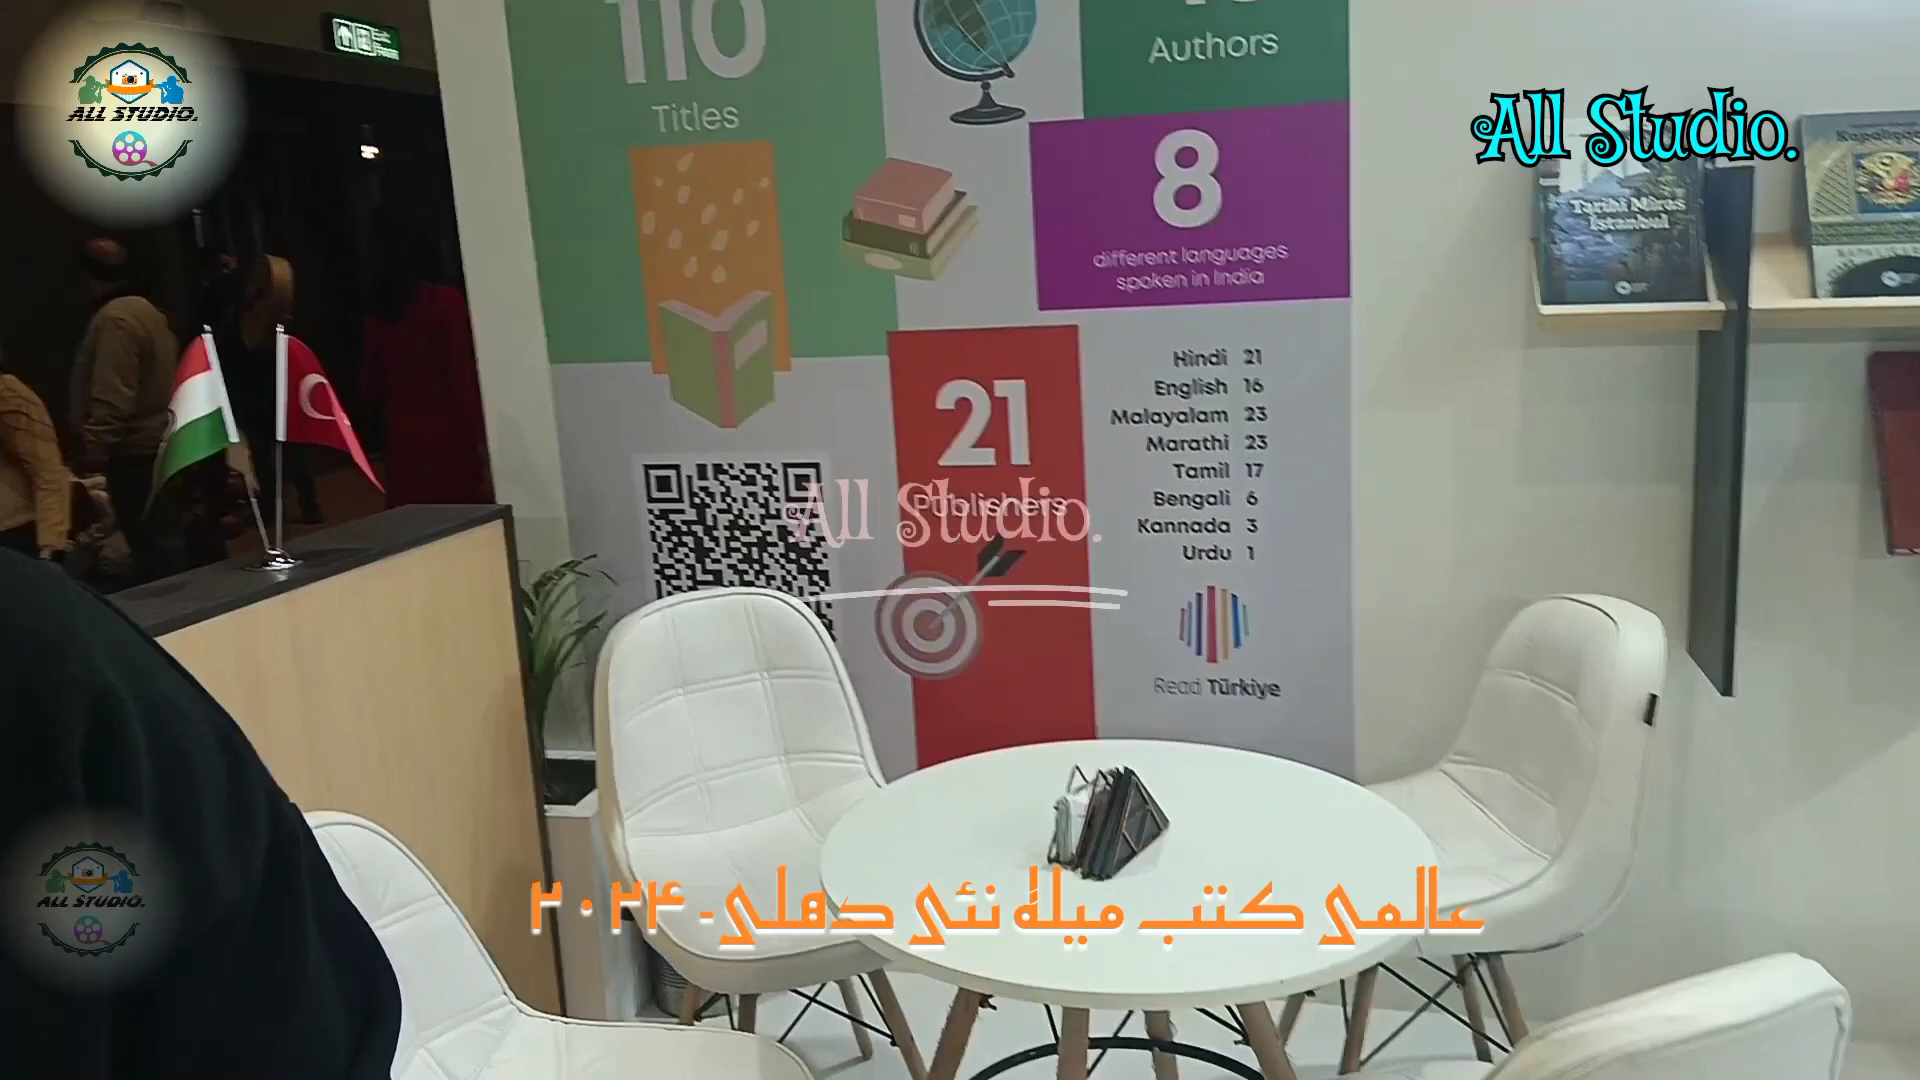 110
Titles
Authors
8
different languages
spoken in India
21
Publishers
Hindi 21
English 16
Malayalam 23
Marathi 23
Tamil 17
Bengali 6
Kannada 3
Urdu 1
Read Türkiye
Exit
ALL STUDIO.
All Studio.
Tarihi Miras
İstanbul
All Studio.
ALL STUDIO.
عالمی کتب میلہ نئی دھلی - ۲۰۲۴